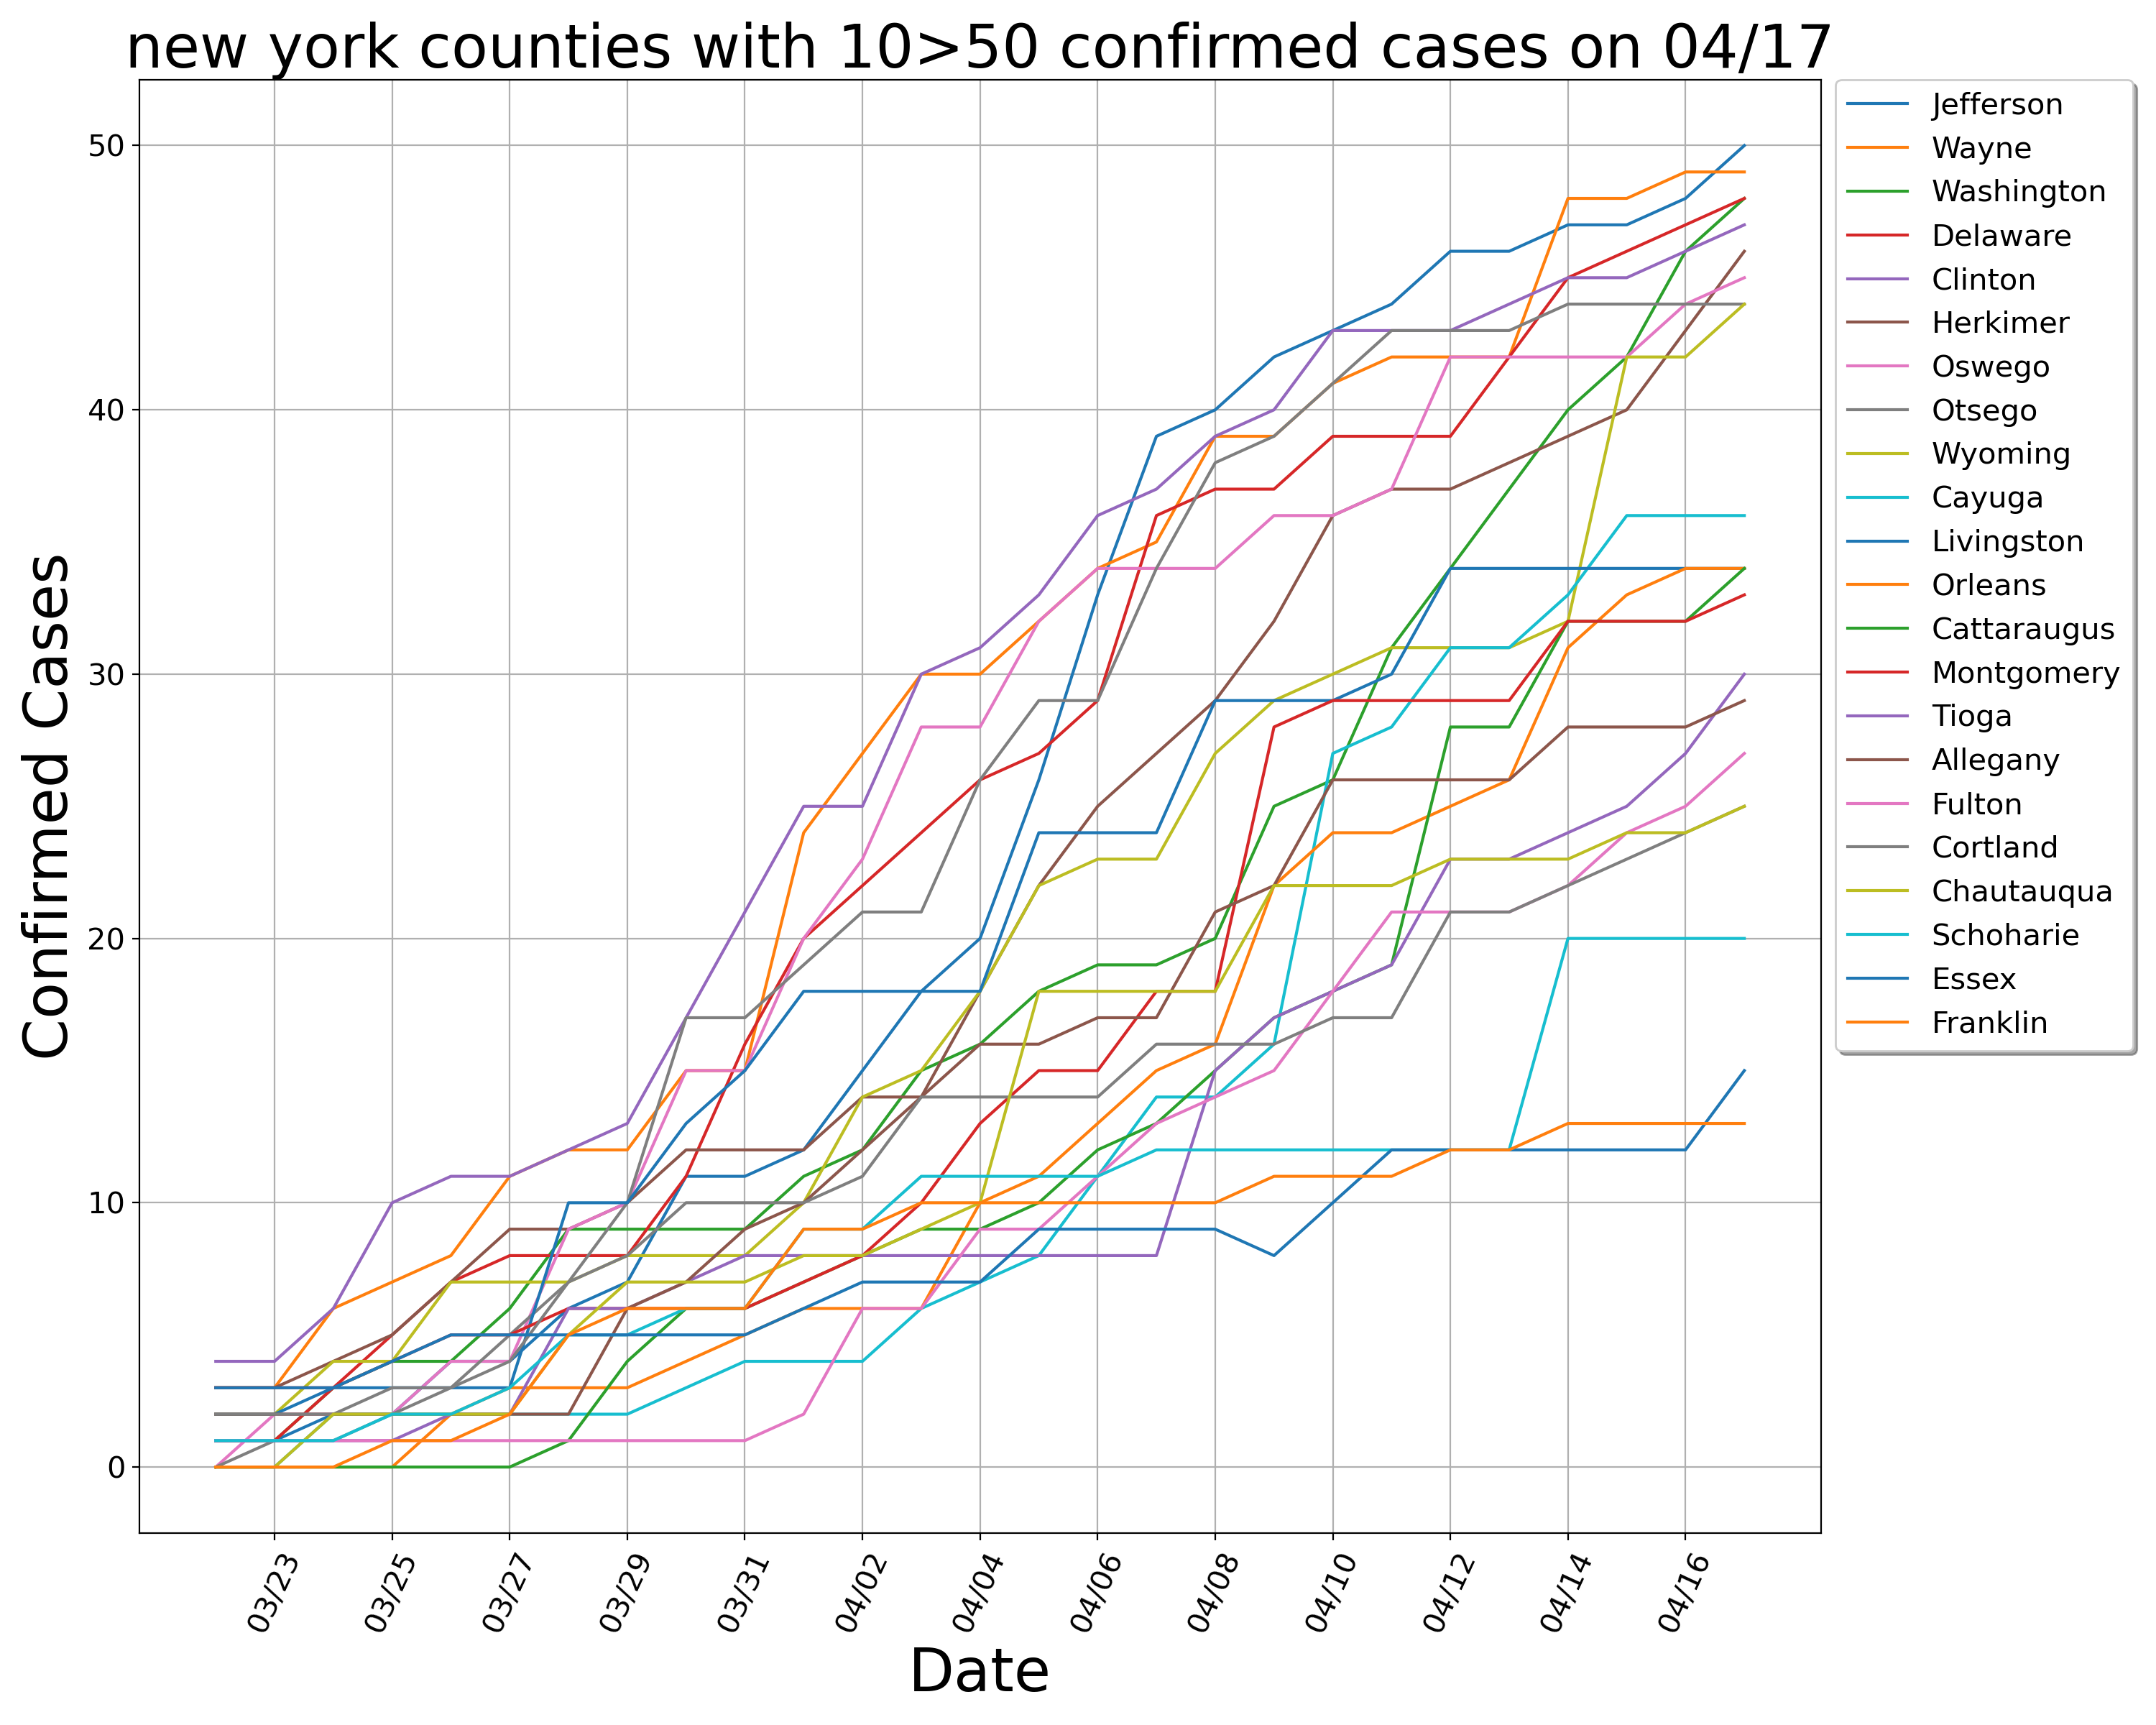 new york counties with 10>50 confirmed cases on 04/17
50
40
30
20
10
0
Confirmed Cases
03/23
03/25
03/27
03/29
03/31
04/02
04/04
04/06
04/08
04/10
04/12
04/14
04/16
Date
Jefferson
Wayne
Washington
Delaware
Clinton
Herkimer
Oswego
Otsego
Wyoming
Cayuga
Livingston
Orleans
Cattaraugus
Montgomery
Tioga
Allegany
Fulton
Cortland
Chautauqua
Schoharie
Essex
Franklin